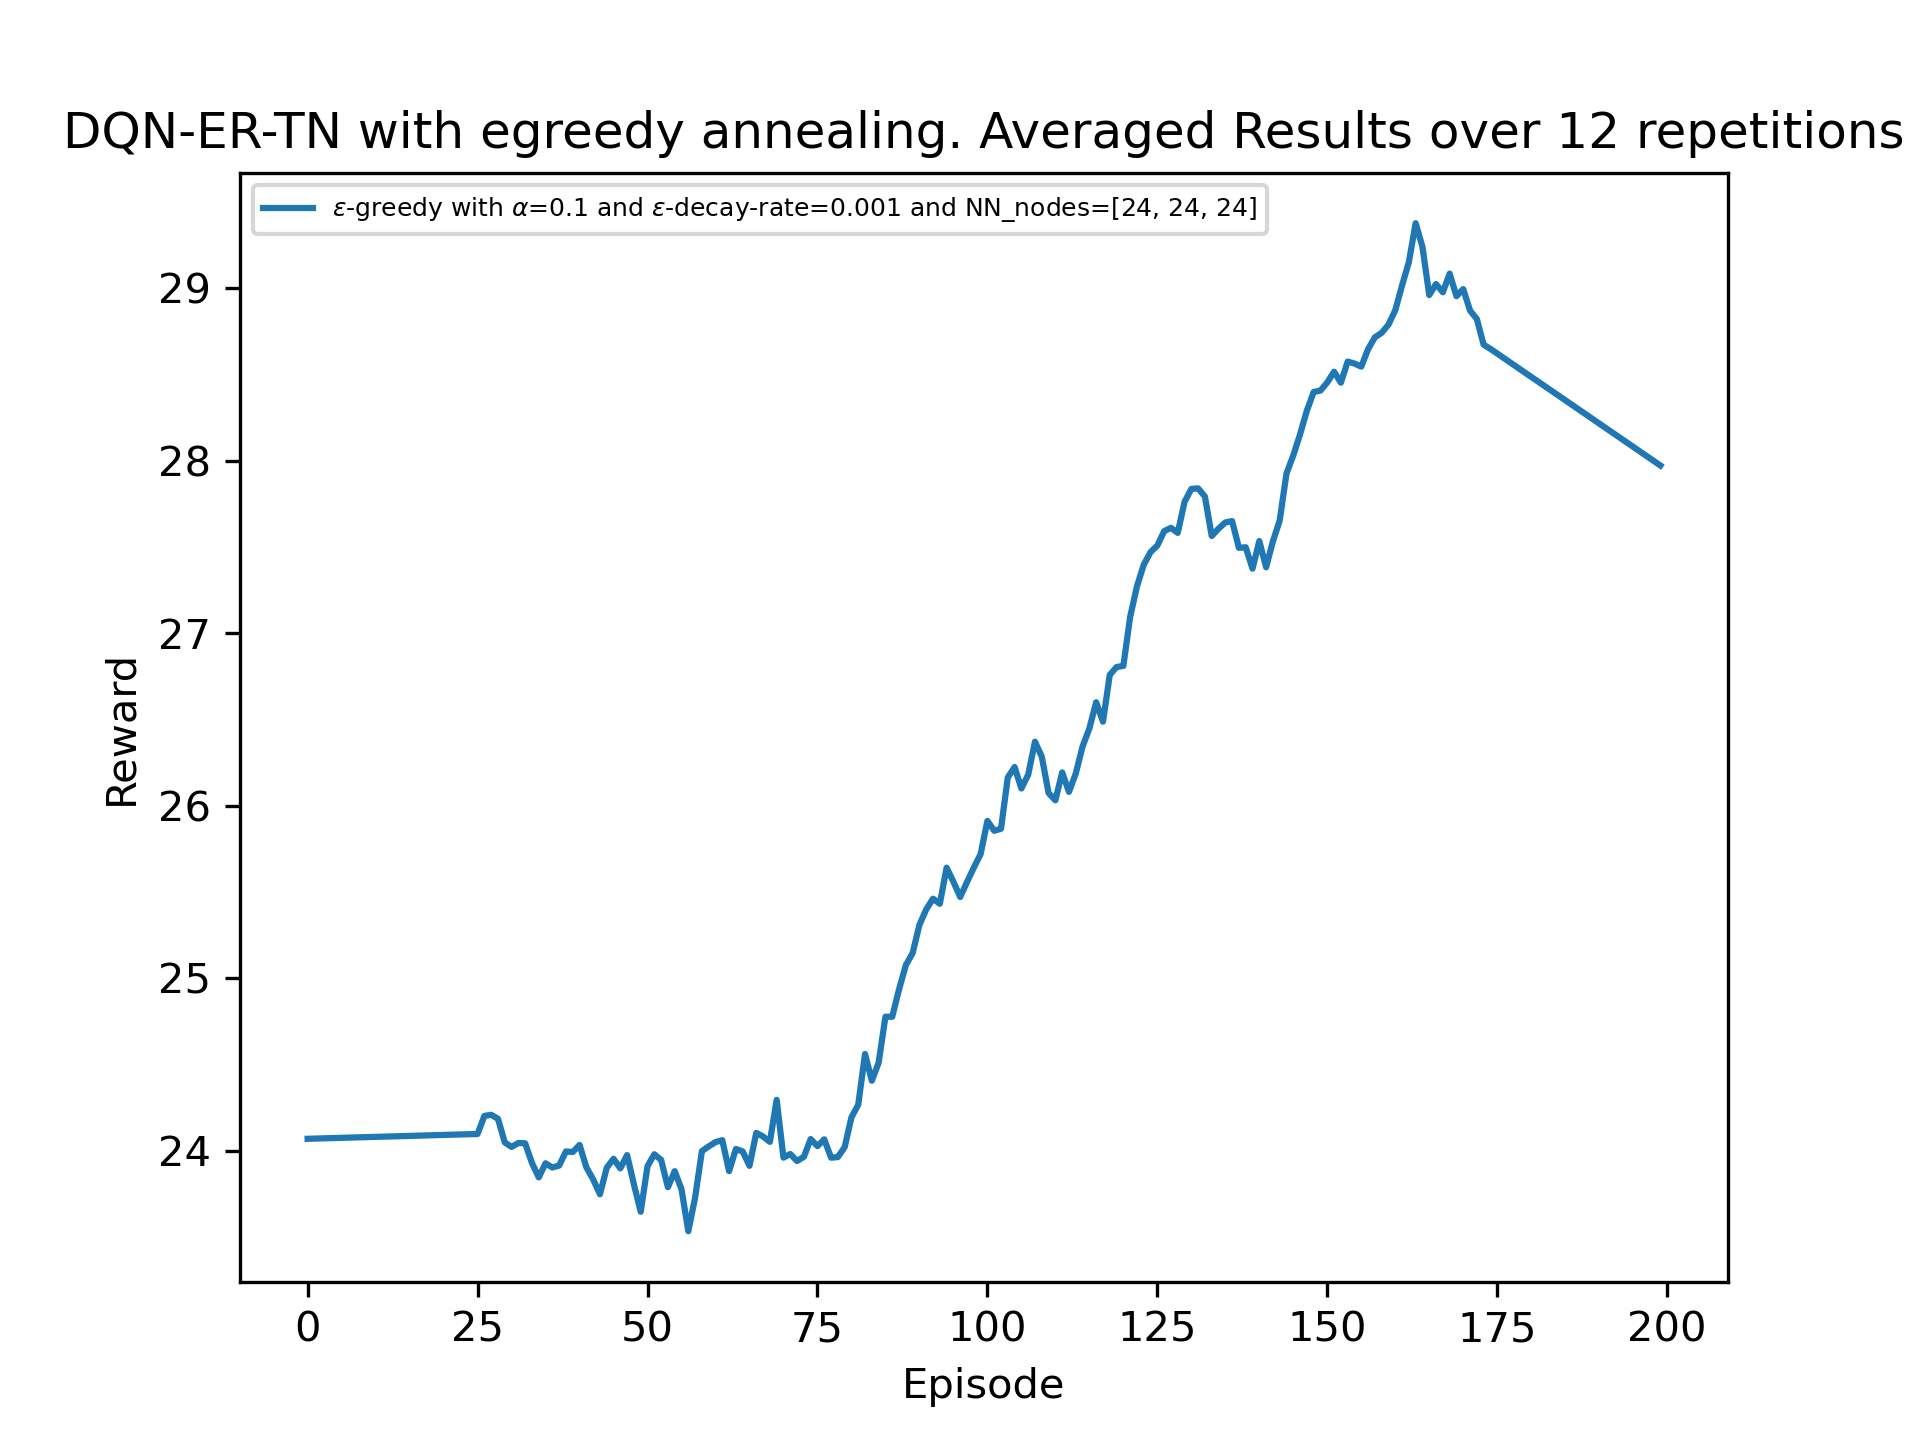 DQN-ER-TN with egreedy annealing. Averaged Results over 12 repetitions
ε-greedy with α=0.1 and ε-decay-rate=0.001 and NN_nodes=[24, 24, 24]
29
28
27
26
25
24
Reward
0 25 50 75 100 125 150 175 200
Episode